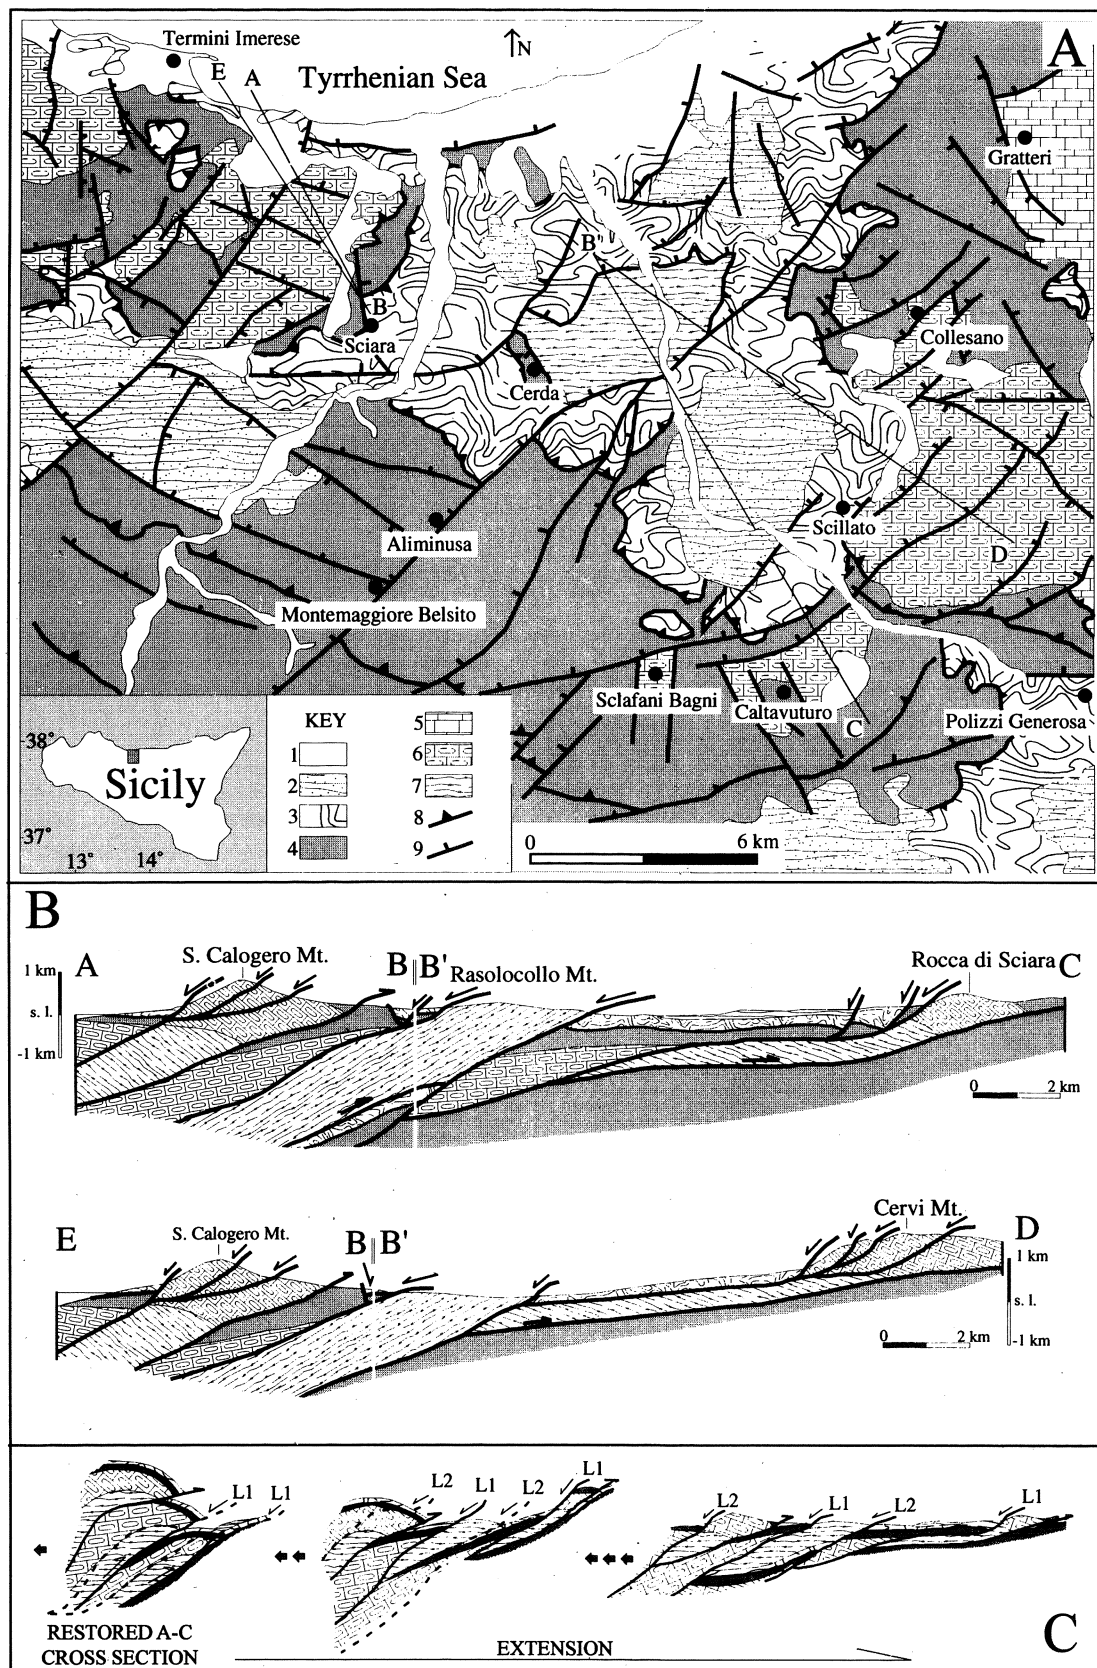 A
Termini Imerese
N
E
A
Tyrrhenian Sea
Gratteri
B'
B
Sciara
Collesano
Cerda
Scillato
Aliminusa
D
Montemaggiore Belsito
Sclafani Bagni
Caltavuturo
C
Polizzi Generosa
38°
Sicily
37°
13°
14°
KEY
1
2
3
4
5
6
7
8
9
0
6 km
B
A
S. Calogero Mt.
B
B'
Rasolocollo Mt.
Rocca di Sciara
C
1 km
s. l.
-1 km
0
2 km
E
S. Calogero Mt.
B
B'
Cervi Mt.
D
1 km
s. l.
-1 km
0
2 km
L1
L1
L2
L1
L2
L1
L2
L1
L2
L1
RESTORED A-C
CROSS SECTION
EXTENSION
C